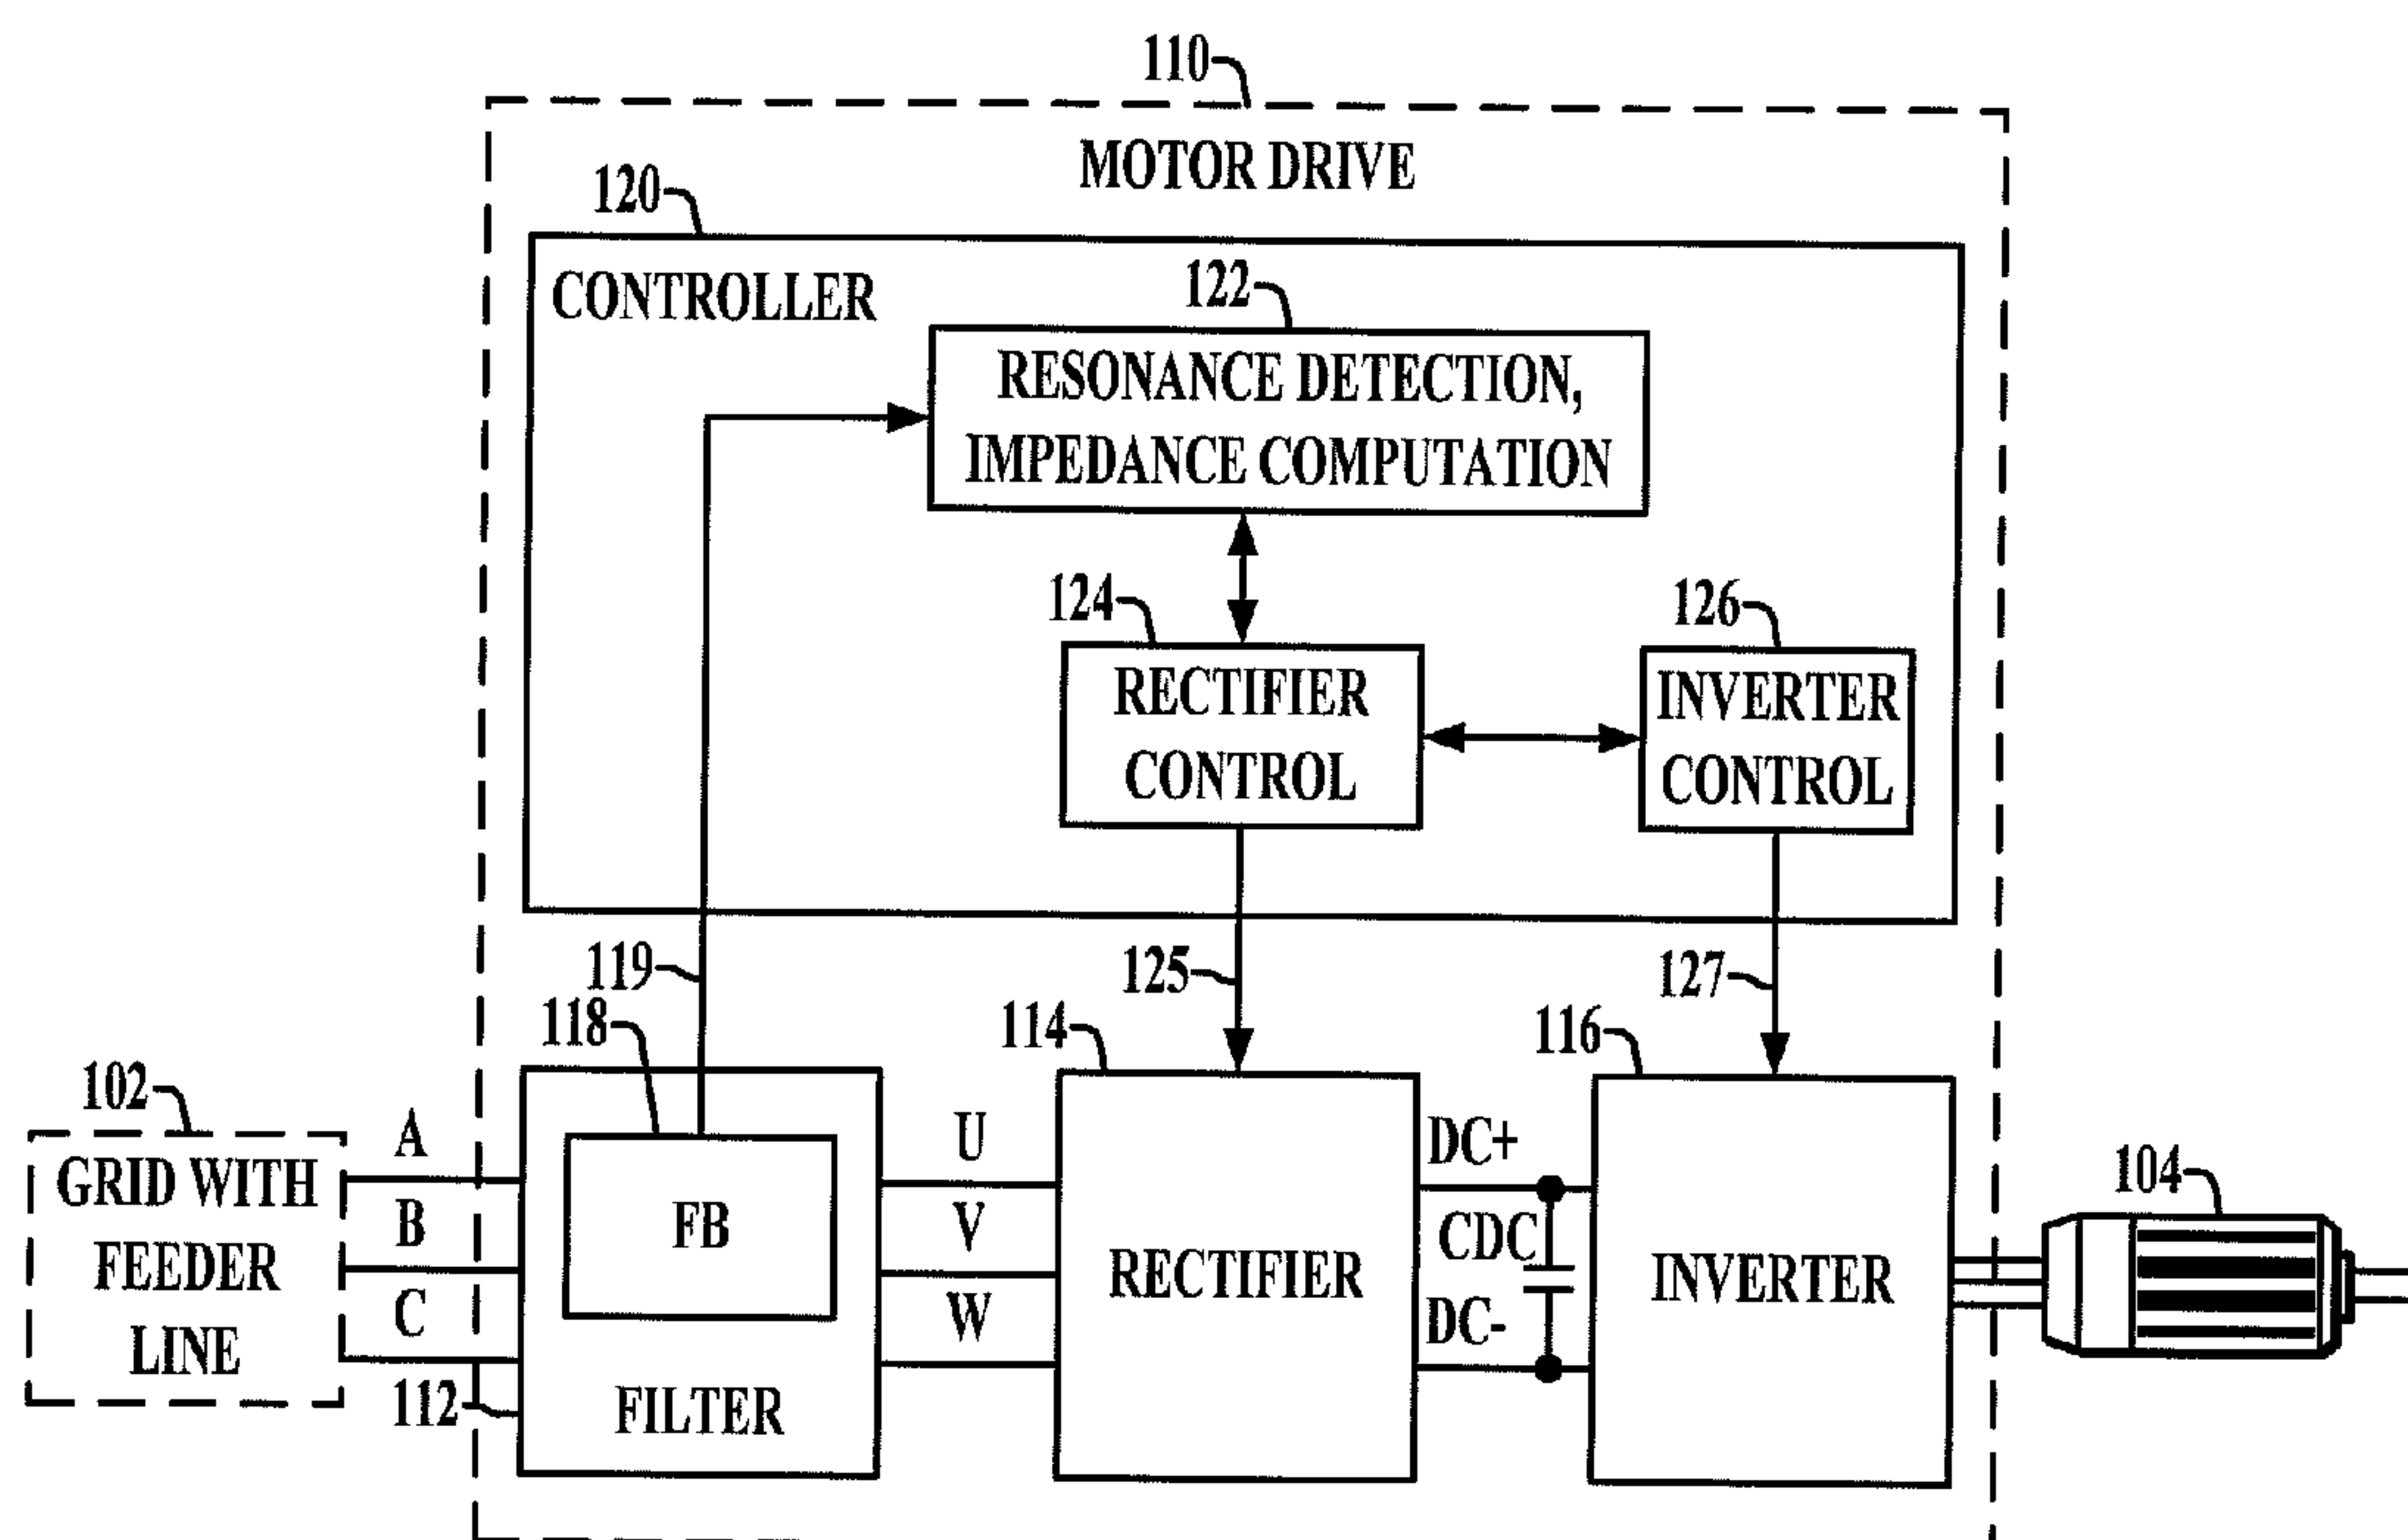 110
MOTOR DRIVE
120
CONTROLLER
122
RESONANCE DETECTION,
IMPEDANCE COMPUTATION
124
RECTIFIER
CONTROL
126
INVERTER
CONTROL
119
125
127
118
114
116
102
GRID WITH
FEEDER
LINE
A
B
C
112
FB
FILTER
U
V
W
RECTIFIER
DC+
CDC
DC-
INVERTER
104